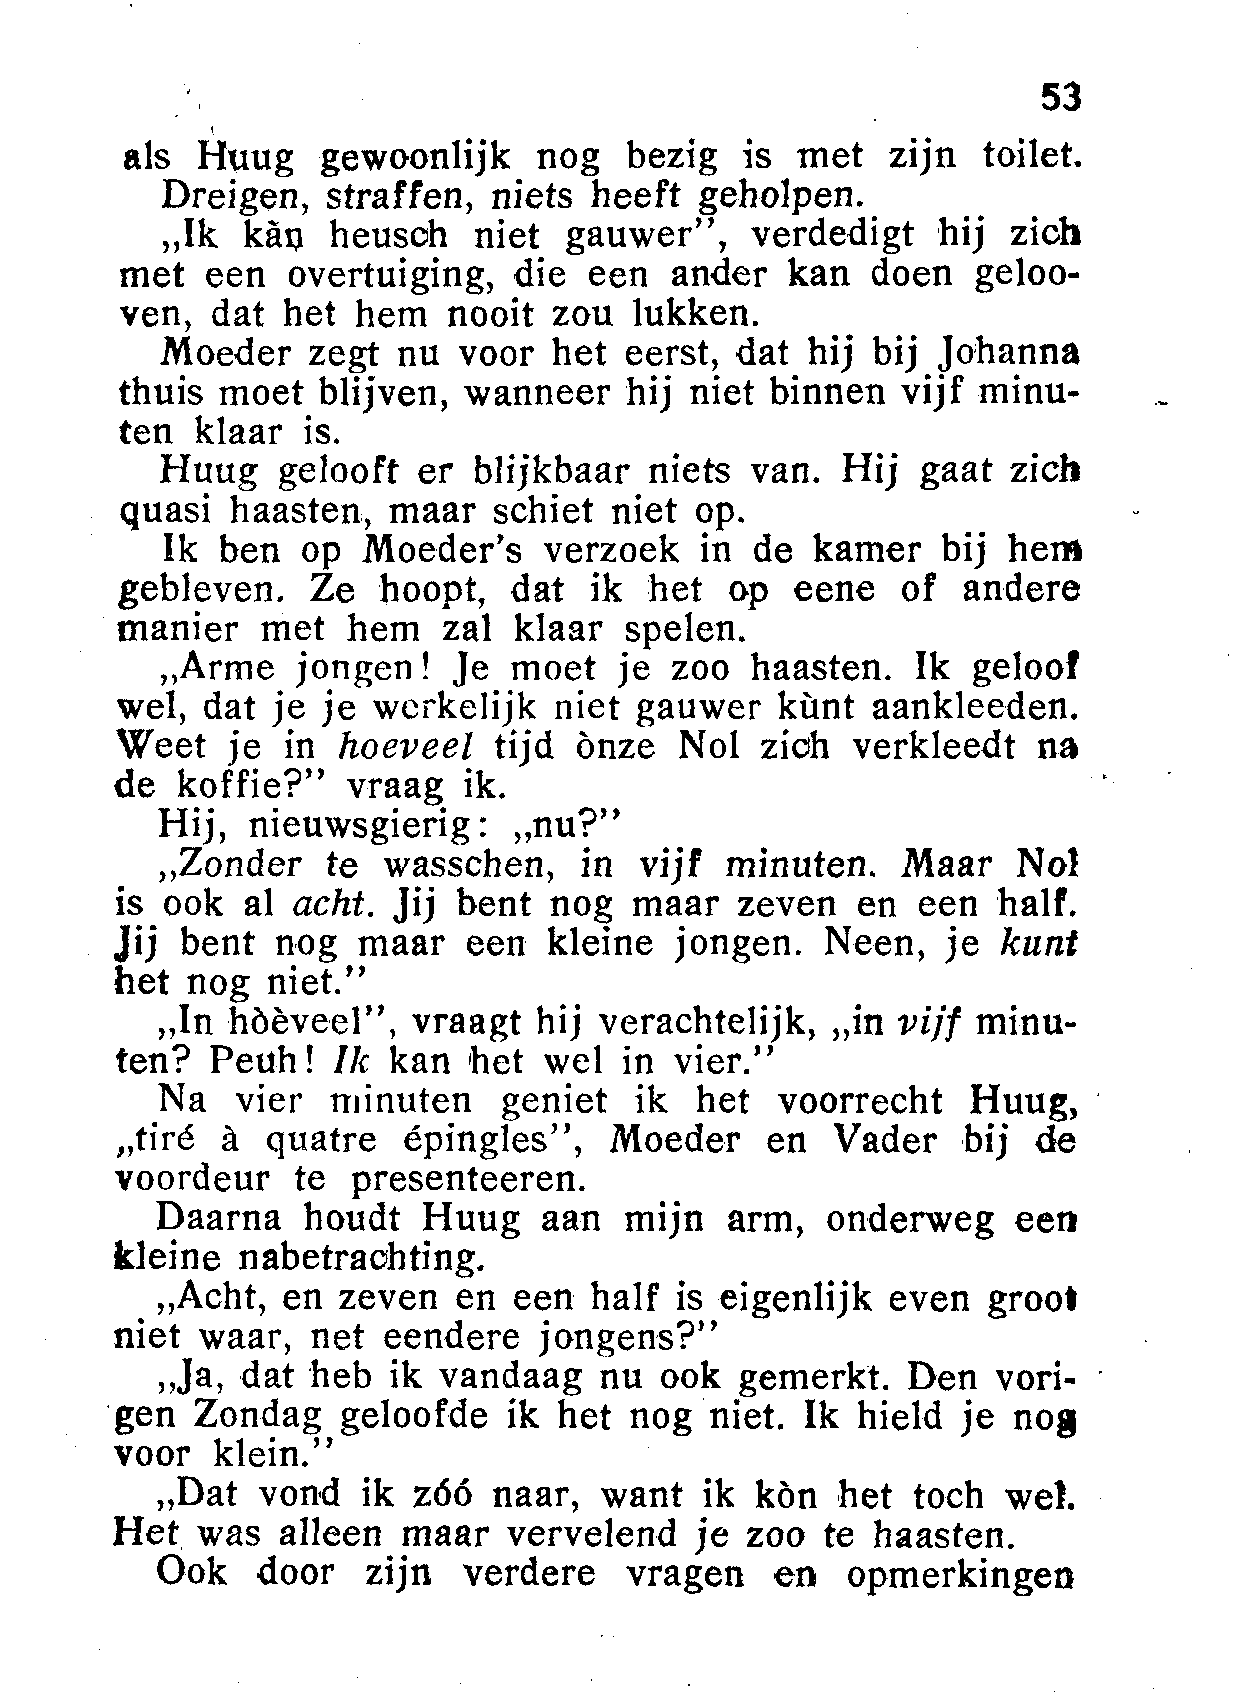 53
als Huug gewoonlijk nog bezig is met zijn toilet.
Dreigen, straffen, niets heeft geholpen.
„Ik kàn heusch niet gauwer”, verdedigt hij zich
met een overtuiging, die een ander kan doen geloo-
ven, dat het hem nooit zou lukken.
Moeder zegt nu voor het eerst, dat hij bij Johanna
thuis moet blijven, wanneer hij niet binnen vijf minu-
ten klaar is.
Huug gelooft er blijkbaar niets van. Hij gaat zich
quasi haasten, maar schiet niet op.
Ik ben op Moeder's verzoek in de kamer bij hem
gebleven. Ze hoopt, dat ik het op eene of andere
manier met hem zal klaar spelen.
„Arme jongen! Je moet je zoo haasten. Ik geloof
wel, dat je je werkelijk niet gauwer kùnt aankleeden.
Weet je in hoeveel tijd ònze Nol zich verkleedt na
de koffie?” vraag ik.
Hij, nieuwsgierig: „nu?”
„Zonder te wasschen, in vijf minuten. Maar Nol
is ook al acht. Jij bent nog maar zeven en een half.
Jij bent nog maar een kleine jongen. Neen, je kunt
het nog niet.”
„In hòèveel”, vraagt hij verachtelijk, „in vijf minu-
ten? Peuh! Ik kan het wel in vier.”
Na vier minuten geniet ik het voorrecht Huug,
„tiré à quatre épingles”, Moeder en Vader bij de
voordeur te presenteeren.
Daarna houdt Huug aan mijn arm, onderweg een
kleine nabetrachting.
„Acht, en zeven en een half is eigenlijk even groot
niet waar, net eendere jongens?”
„Ja, dat heb ik vandaag nu ook gemerkt. Den vori-
gen Zondag geloofde ik het nog niet. Ik hield je nog
voor klein.”
„Dat vond ik zóó naar, want ik kòn het toch wel.
Het was alleen maar vervelend je zoo te haasten.
Ook door zijn verdere vragen en opmerkingen